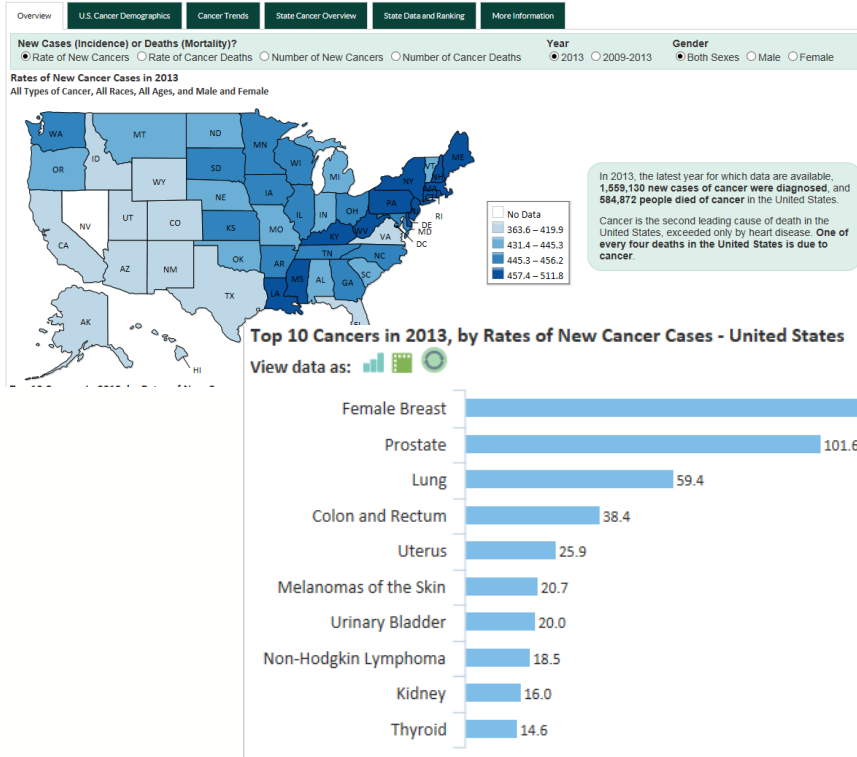 Overview
U.S. Cancer Demographics
Cancer Trends
State Cancer Overview
State Data and Ranking
More Information
New Cases (Incidence) or Deaths (Mortality)?
Year
Gender
Rate of New Cancers
Rate of Cancer Deaths
Number of New Cancers
Number of Cancer Deaths
2013
2009-2013
Both Sexes
Male
Female
Rates of New Cancer Cases in 2013
All Types of Cancer, All Races, All Ages, and Male and Female
WA
MT
ND
MN
ME
VT
NH
OR
ID
SD
WI
MI
NY
MA
WY
IA
PA
RI
NE
NV
UT
CO
IL
IN
OH
WV
VA
DE
MD
DC
CA
KS
MO
KY
AZ
NM
OK
AR
TN
NC
SC
TX
LA
MS
AL
GA
AK
HI
No Data
363.6 – 419.9
431.4 – 445.3
445.3 – 456.2
457.4 – 511.8
In 2013, the latest year for which data are available,
1,559,130 new cases of cancer were diagnosed, and
584,872 people died of cancer in the United States.
Cancer is the second leading cause of death in the
United States, exceeded only by heart disease. One of
every four deaths in the United States is due to
cancer.
Top 10 Cancers in 2013, by Rates of New Cancer Cases - United States
View data as:
Female Breast
Prostate 101.6
Lung 59.4
Colon and Rectum 38.4
Uterus 25.9
Melanomas of the Skin 20.7
Urinary Bladder 20.0
Non-Hodgkin Lymphoma 18.5
Kidney 16.0
Thyroid 14.6